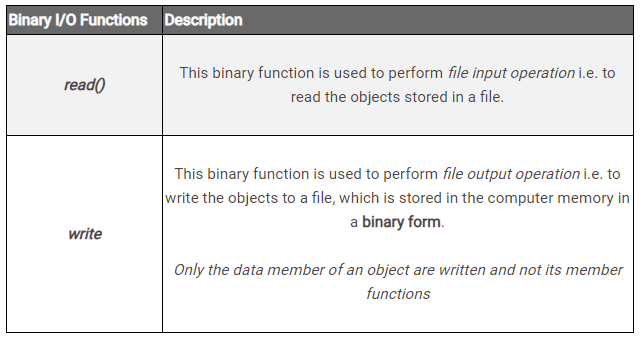 Binary I/O Functions Description
read()
This binary function is used to perform file input operation i.e. to
read the objects stored in a file.
write
This binary function is used to perform file output operation i.e. to
write the objects to a file, which is stored in the computer memory in
a binary form.
Only the data member of an object are written and not its member
functions